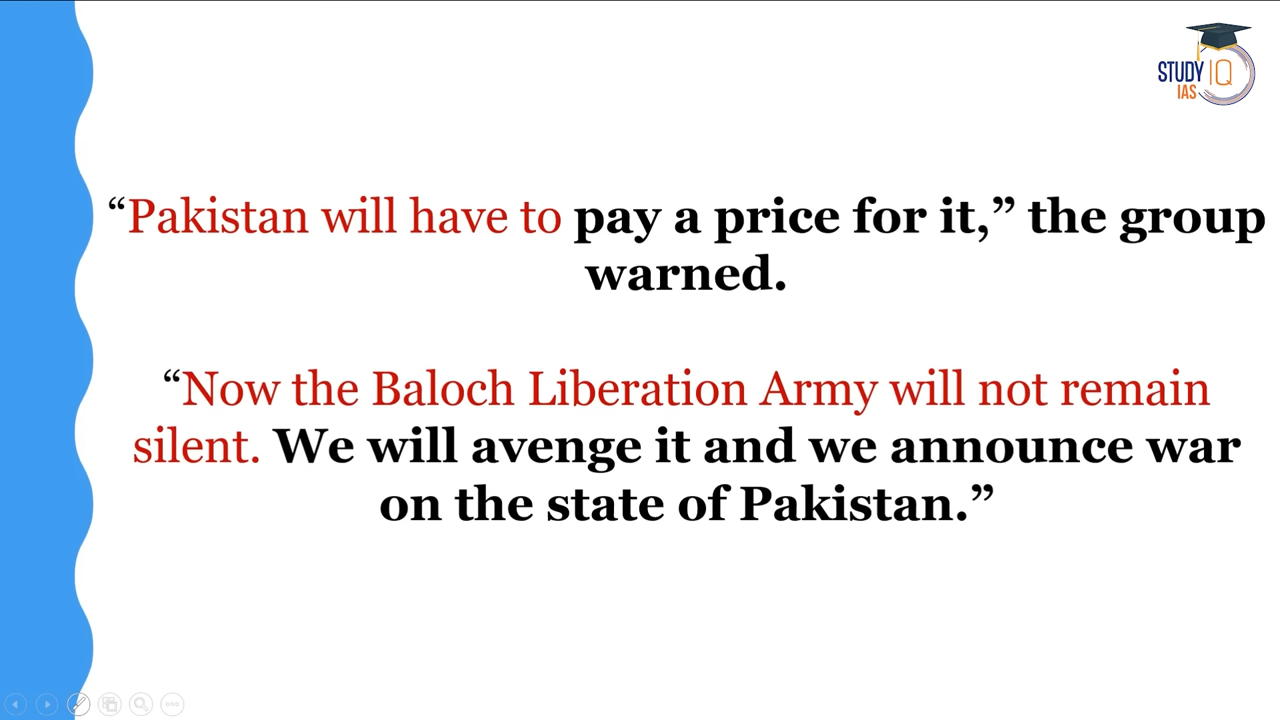 STUDY IQ
IAS
“Pakistan will have to pay a price for it,” the group
warned.
“Now the Baloch Liberation Army will not remain
silent. We will avenge it and we announce war
on the state of Pakistan.”